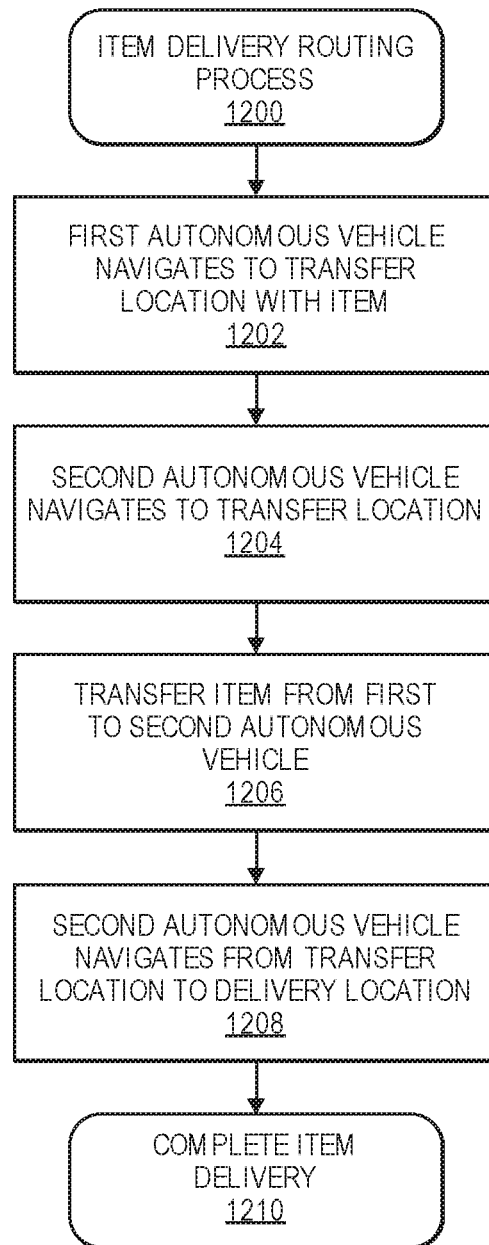 ITEM DELIVERY ROUTING
PROCESS
1200
FIRST AUTONOMOUS VEHICLE
NAVIGATES TO TRANSFER
LOCATION WITH ITEM
1202
SECOND AUTONOMOUS VEHICLE
NAVIGATES TO TRANSFER LOCATION
1204
TRANSFER ITEM FROM FIRST
TO SECOND AUTONOMOUS
VEHICLE
1206
SECOND AUTONOMOUS VEHICLE
NAVIGATES FROM TRANSFER
LOCATION TO DELIVERY LOCATION
1208
COMPLETE ITEM
DELIVERY
1210